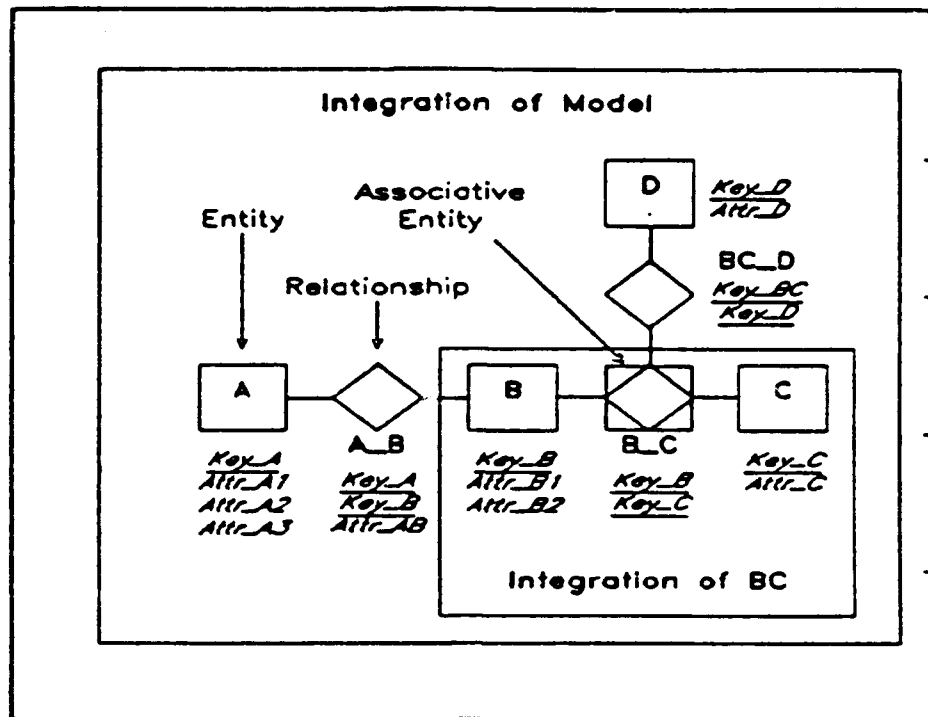 Integration of Model
Entity
Associative
Entity
Relationship
D
Key_D
Attr_D
BC_D
Key_BC
Key_D
A
Key_A
Attr_A1
Attr_A2
Attr_A3
A_B
Key_A
Key_B
Attr_AB
B
Key_B
Attr_B1
Attr_B2
B_C
Key_B
Key_C
C
Key_C
Attr_C
Integration of BC